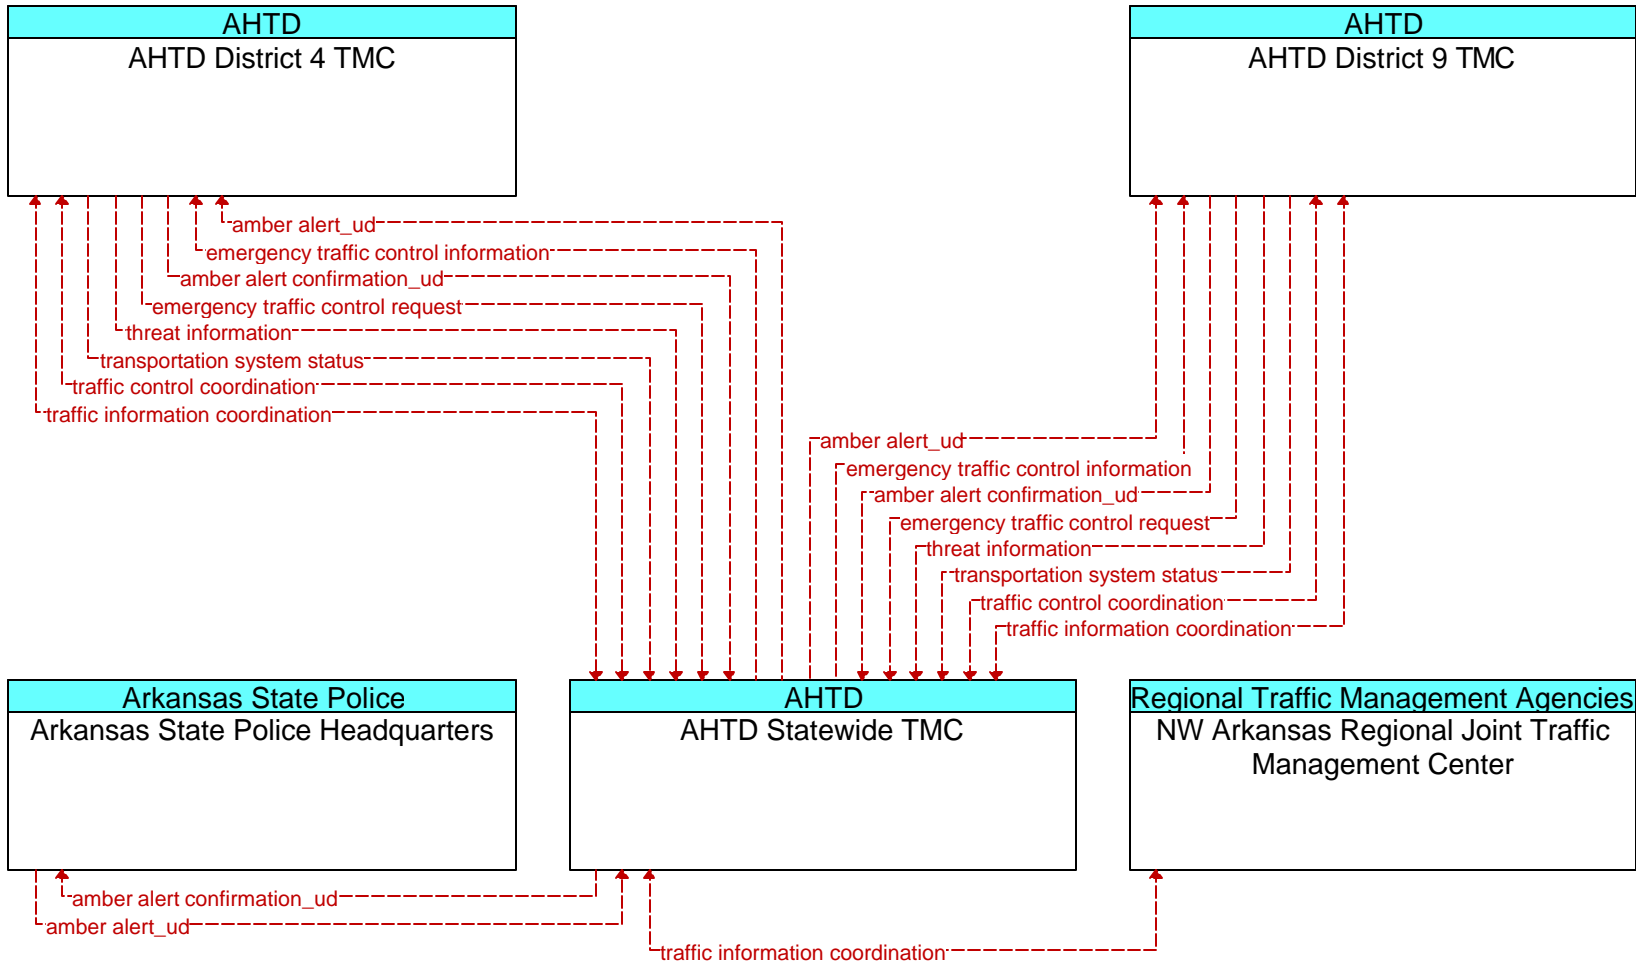 AHTD
AHTD District 4 TMC
AHTD
AHTD District 9 TMC
amber alert_ud
emergency traffic control information
amber alert confirmation_ud
emergency traffic control request
threat information
transportation system status
traffic control coordination
traffic information coordination
amber alert_ud
emergency traffic control information
amber alert confirmation_ud
emergency traffic control request
threat information
transportation system status
traffic control coordination
traffic information coordination
Arkansas State Police
Arkansas State Police Headquarters
AHTD
AHTD Statewide TMC
Regional Traffic Management Agencies
NW Arkansas Regional Joint Traffic
Management Center
amber alert confirmation_ud
amber alert_ud
traffic information coordination